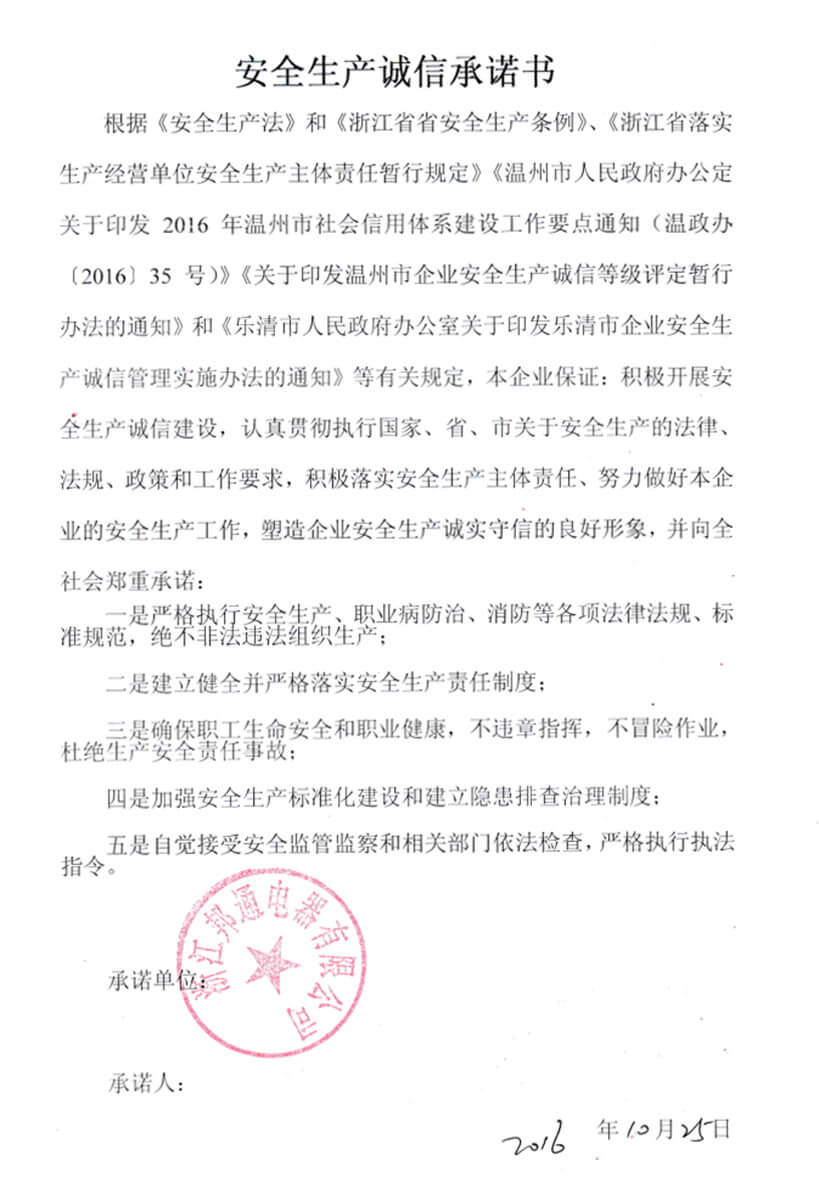 安全生产诚信承诺书
根据《安全生产法》和《浙江省省安全生产条例》、《浙江省落实
生产经营单位安全生产主体责任暂行规定》《温州市人民政府办公定
关于印发 2016 年温州市社会信用体系建设工作要点通知（温政办
〔2016〕35 号）》《关于印发温州市企业安全生产诚信等级评定暂行
办法的通知》和《乐清市人民政府办公室关于印发乐清市企业安全生
产诚信管理实施办法的通知》等有关规定，本企业保证：积极开展安
全生产诚信建设，认真贯彻执行国家、省、市关于安全生产的法律、
法规、政策和工作要求，积极落实安全生产主体责任、努力做好本企
业的安全生产工作，塑造企业安全生产诚实守信的良好形象，并向全
社会郑重承诺：
一是严格执行安全生产、职业病防治、消防等各项法律法规、标
准规范，绝不非法违法组织生产；
二是建立健全并严格落实安全生产责任制度；
三是确保职工生命安全和职业健康，不违章指挥，不冒险作业，
杜绝生产安全责任事故；
四是加强安全生产标准化建设和建立隐患排查治理制度；
五是自觉接受安全监管监察和相关部门依法检查，严格执行执法
指令。
浙江邦通电器有限公司
承诺单位：
承诺人：
2016 年10月25日